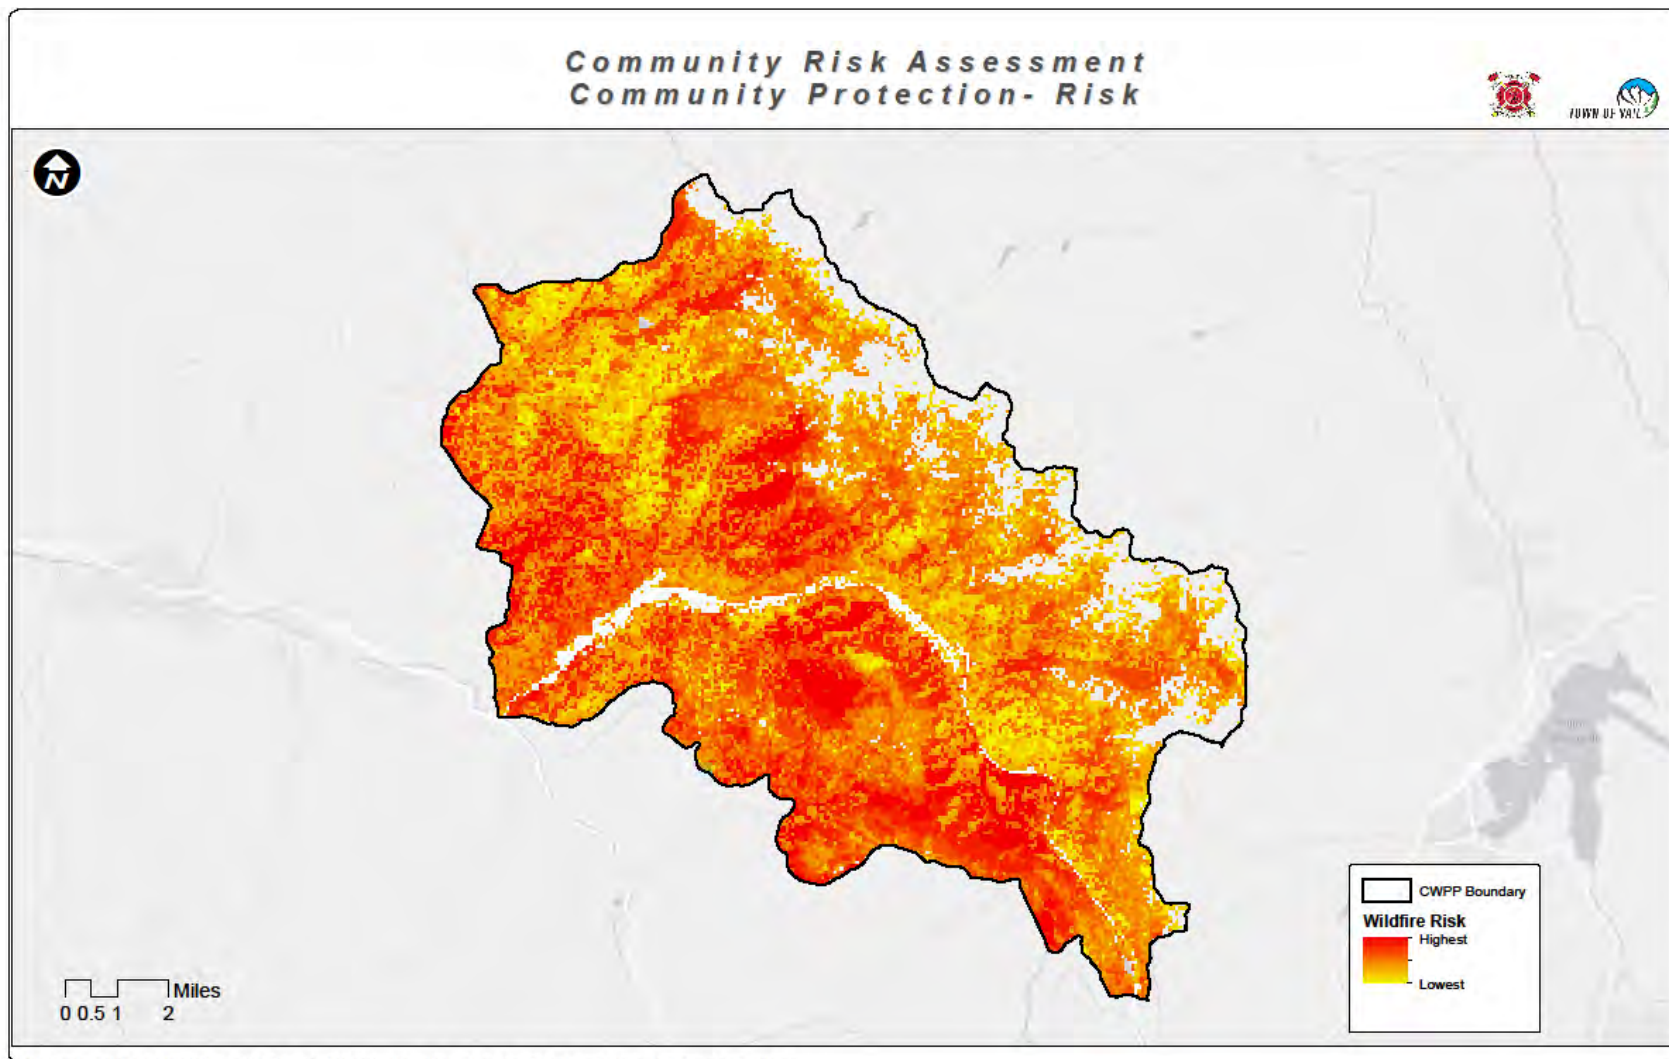 Community Risk Assessment
Community Protection- Risk
TOWN OF VAIL
N
CWPP Boundary
Wildfire Risk
Highest
Lowest
Miles
0 0.5 1 2